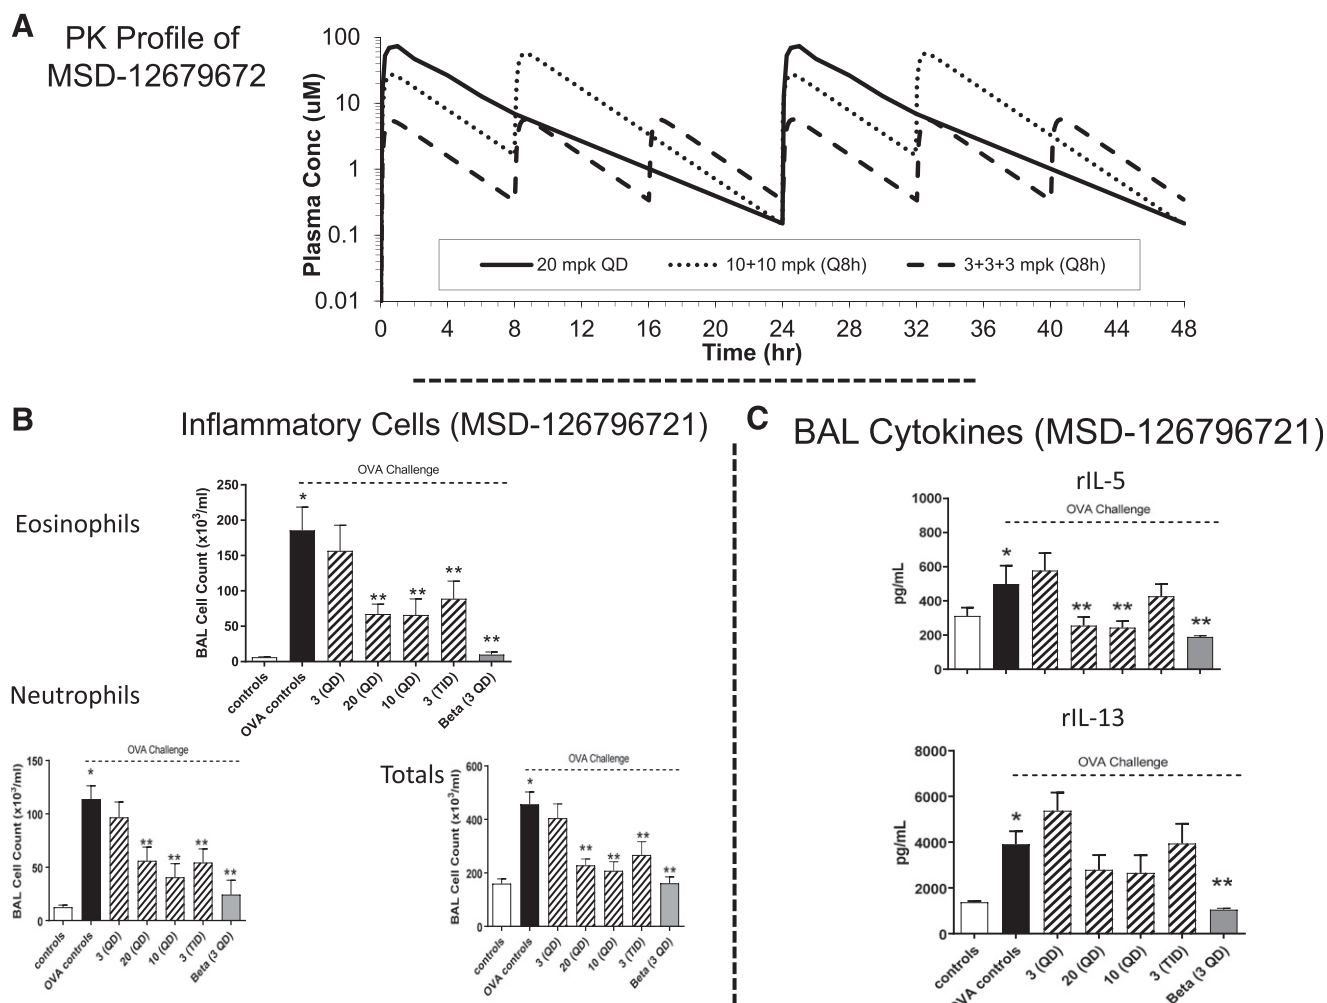 A
PK Profile of
MSD-12679672
Plasma Conc (uM)
100
10
1
0.1
0.01
20 mpk QD
10+10 mpk (Q8h)
3+3+3 mpk (Q8h)
0 4 8 12 16 20 24 28 32 36 40 44 48
Time (hr)
B
Inflammatory Cells (MSD-126796721)
Eosinophils
OVA Challenge
BAL Cell Count (x10³/ml)
250
200
150
100
50
0
*
**
**
**
**
controls
OVA controls
3 (QD)
20 (QD)
10 (QD)
3 (TID)
Beta (3 QD)
Neutrophils
OVA Challenge
BAL Cell Count (x10³/ml)
150
100
50
0
*
**
**
**
**
controls
OVA controls
3 (QD)
20 (QD)
10 (QD)
3 (TID)
Beta (3 QD)
Totals
OVA Challenge
BAL Cell Count (x10³/ml)
600
400
200
0
*
**
**
**
**
controls
OVA controls
3 (QD)
20 (QD)
10 (QD)
3 (TID)
Beta (3 QD)
C
BAL Cytokines (MSD-126796721)
rIL-5
OVA Challenge
pg/mL
1000
800
600
400
200
0
*
**
**
**
rIL-13
OVA Challenge
pg/mL
8000
6000
4000
2000
0
*
**
controls
OVA controls
3 (QD)
20 (QD)
10 (QD)
3 (TID)
Beta (3 QD)